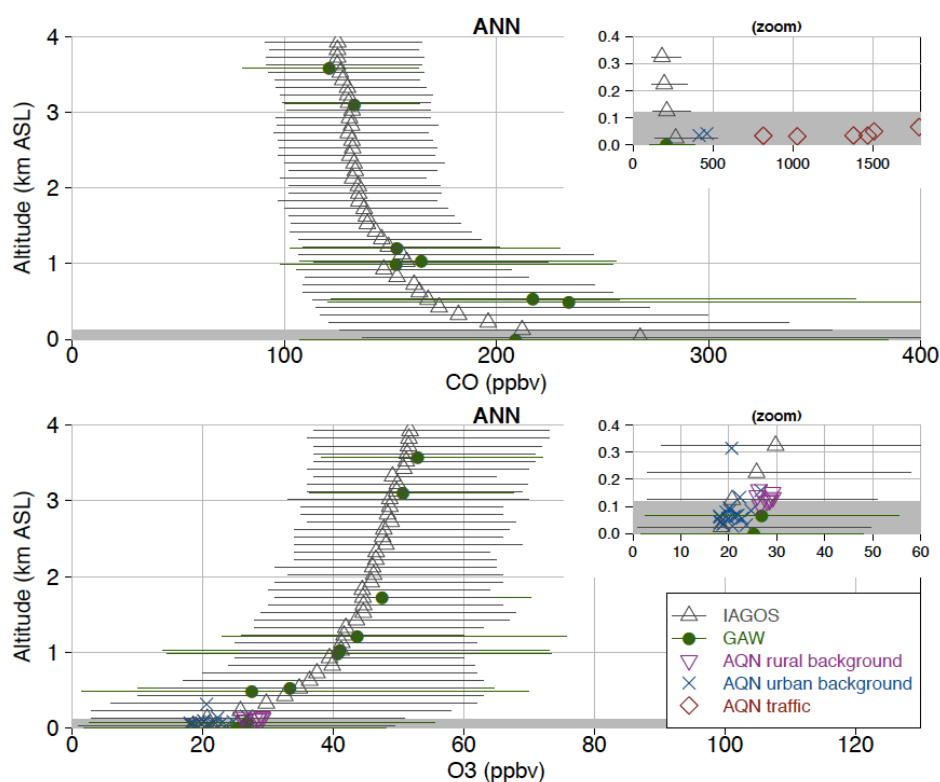 ANN
(zoom)
4
3
2
1
0
Altitude (km ASL)
0.4
0.3
0.2
0.1
0.0
0 500 1000 1500
0 100 200 300 400
CO (ppbv)
ANN
(zoom)
4
3
2
1
0
Altitude (km ASL)
0.4
0.3
0.2
0.1
0.0
0 10 20 30 40 50 60
IAGOS
GAW
AQN rural background
AQN urban background
AQN traffic
0 20 40 60 80 100 120
O3 (ppbv)